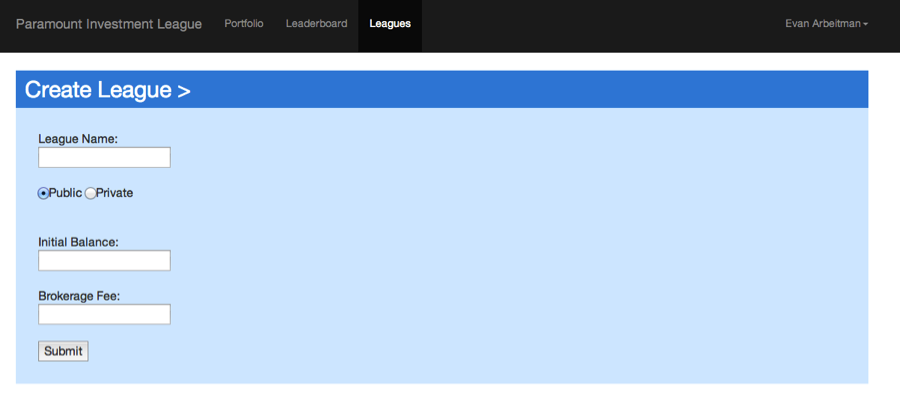 Paramount Investment League Portfolio Leaderboard Leagues Evan Arbeitman
Create League >
League Name:
Public Private
Initial Balance:
Brokerage Fee:
Submit